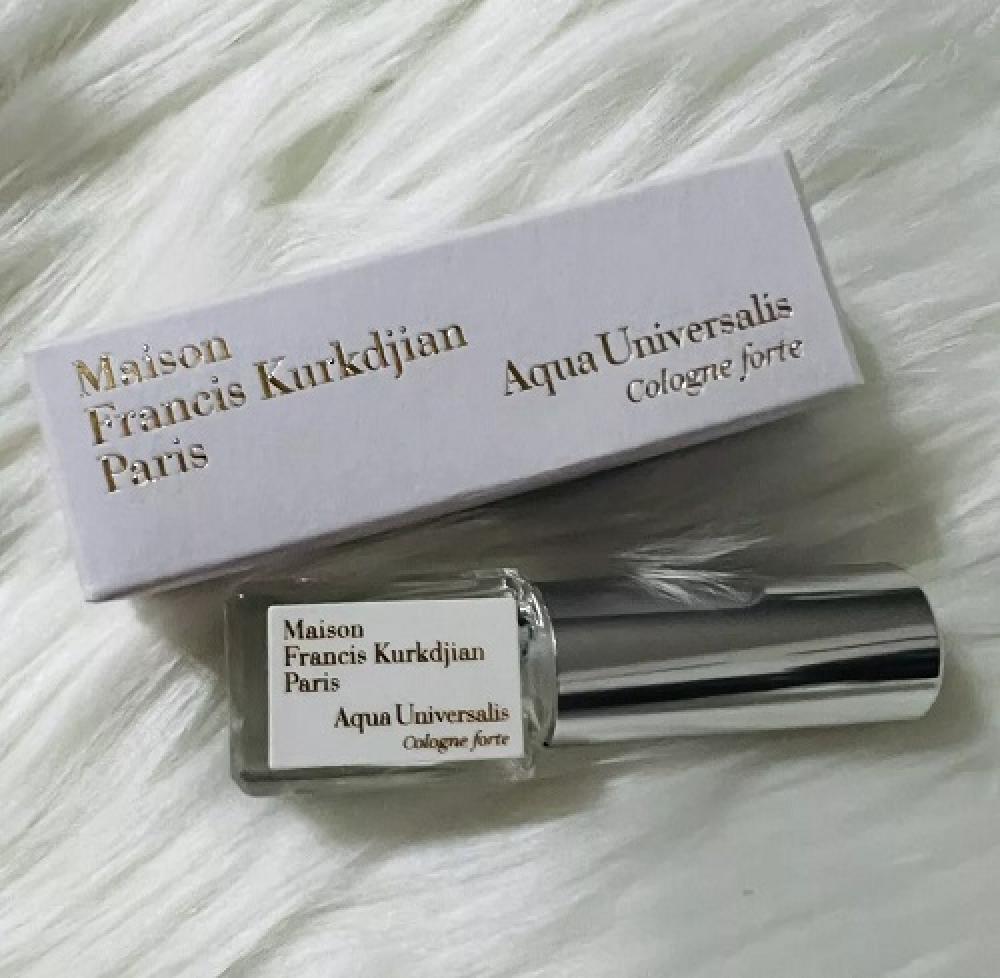 Maison
Francis Kurkdjian
Paris
Aqua Universalis
Cologne forte
Maison
Francis Kurkdjian
Paris
Aqua Universalis
Cologne forte